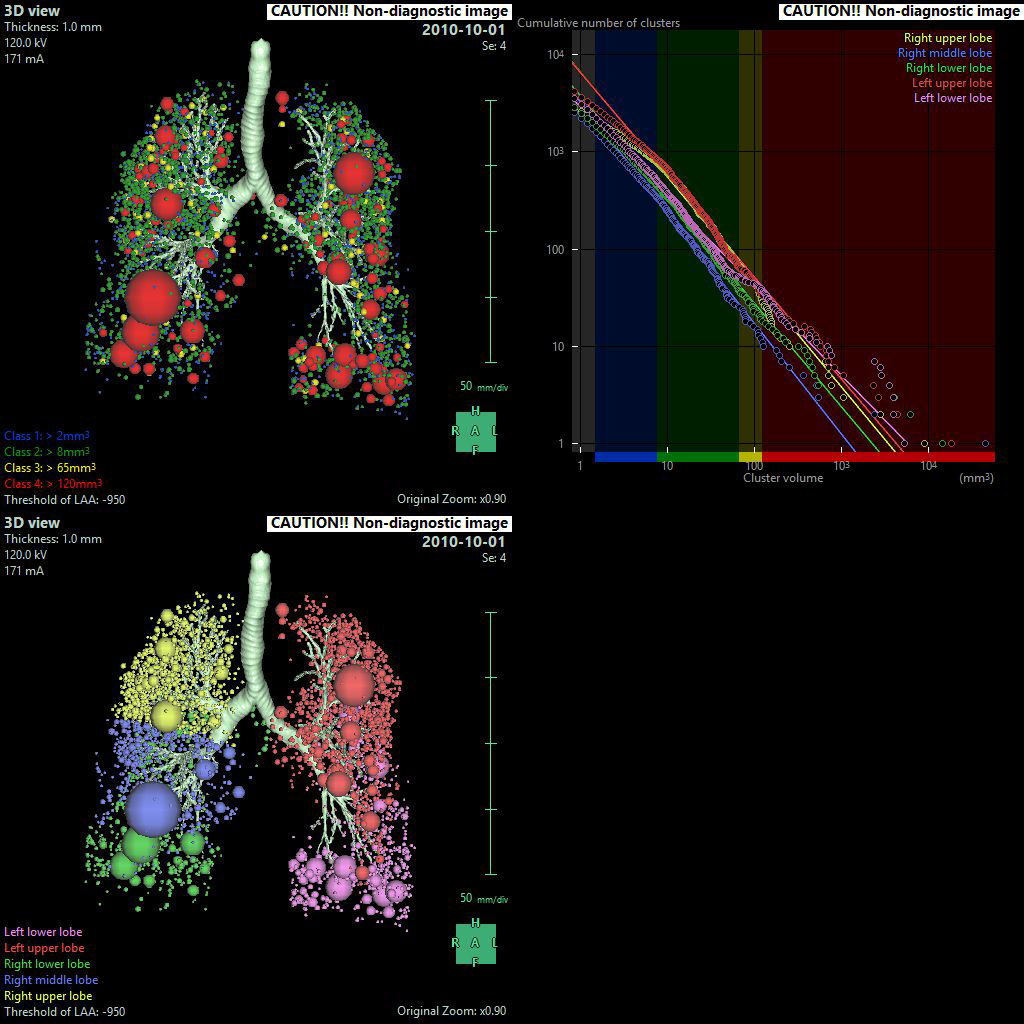 3D view
CAUTION!! Non-diagnostic image
Thickness: 1.0 mm
2010-10-01
120.0 kV
Se: 4
171 mA
50 mm/div
H
R A L
F
Class 1: > 2mm³
Class 2: > 8mm³
Class 3: > 65mm³
Class 4: > 120mm³
Threshold of LAA: -950
Original Zoom: x0.90
CAUTION!! Non-diagnostic image
Cumulative number of clusters
Right upper lobe
Right middle lobe
Right lower lobe
Left upper lobe
Left lower lobe
10⁴
10³
100
10
1
1 10 100 10³ 10⁴
Cluster volume (mm³)
3D view
CAUTION!! Non-diagnostic image
Thickness: 1.0 mm
2010-10-01
120.0 kV
Se: 4
171 mA
50 mm/div
H
R A L
F
Left lower lobe
Left upper lobe
Right lower lobe
Right middle lobe
Right upper lobe
Threshold of LAA: -950
Original Zoom: x0.90